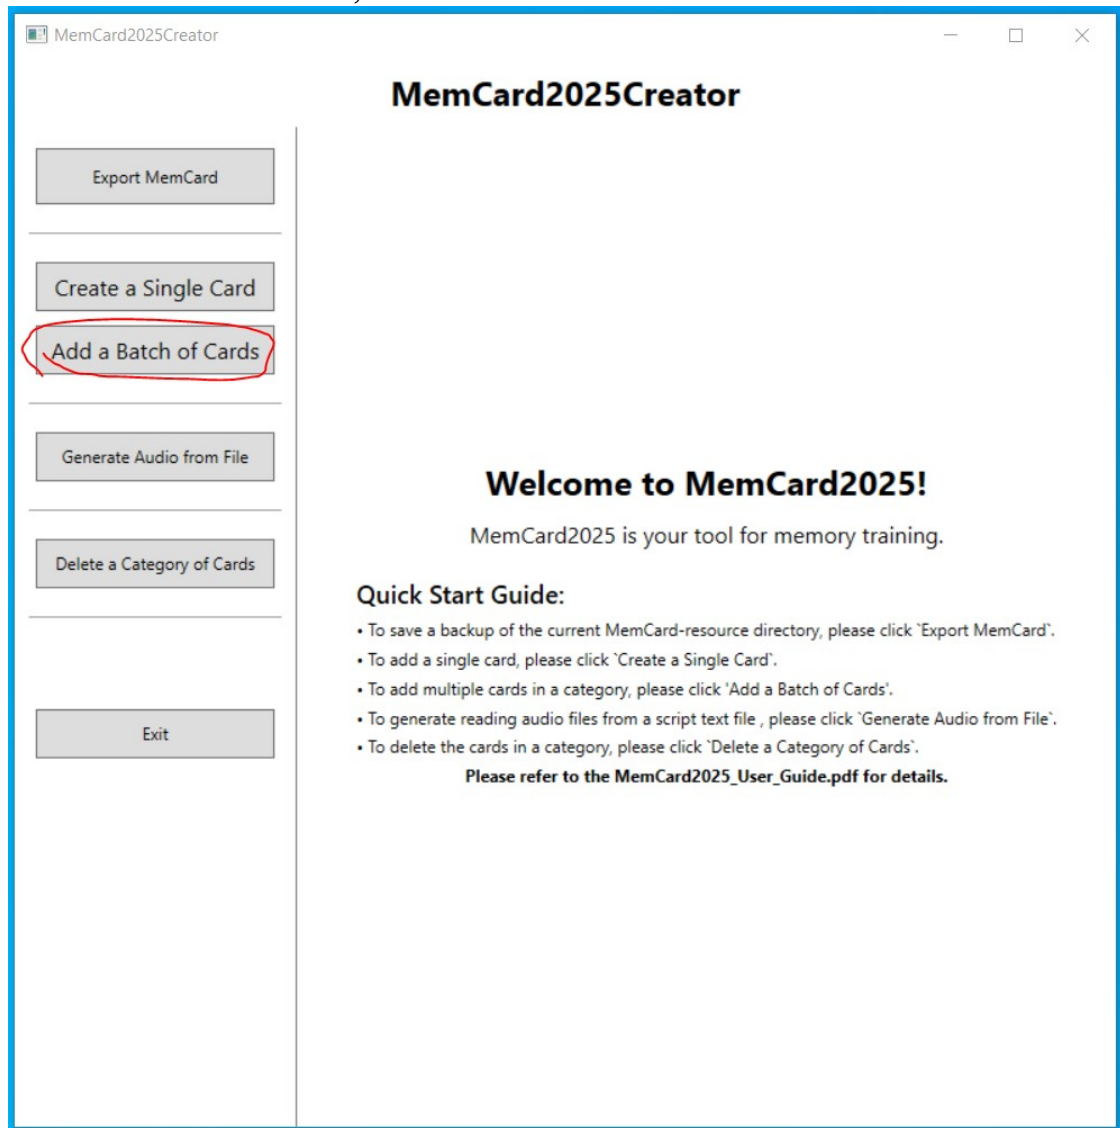 MemCard2025Creator
MemCard2025Creator
Export MemCard
Create a Single Card
Add a Batch of Cards
Generate Audio from File
Delete a Category of Cards
Exit
Welcome to MemCard2025!
MemCard2025 is your tool for memory training.
Quick Start Guide:
• To save a backup of the current MemCard-resource directory, please click `Export MemCard`.
• To add a single card, please click `Create a Single Card`.
• To add multiple cards in a category, please click 'Add a Batch of Cards'.
• To generate reading audio files from a script text file , please click `Generate Audio from File`.
• To delete the cards in a category, please click `Delete a Category of Cards`.
Please refer to the MemCard2025_User_Guide.pdf for details.